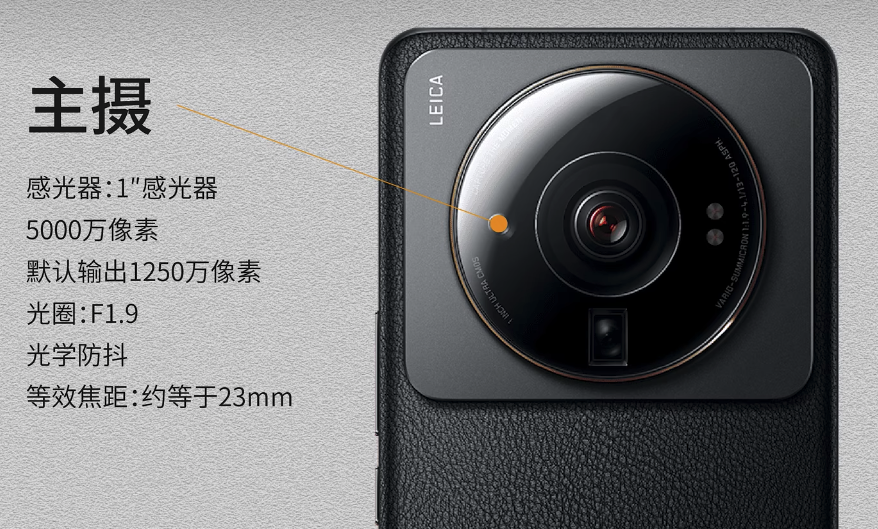 主摄
感光器:1"感光器
5000万像素
默认输出1250万像素
光圈:F1.9
光学防抖
等效焦距:约等于23mm
LEICA
VARIO-SUMMICRON 1:1.9-4.1/13-120 ASPH.
1 INCH ULTRA CMOS